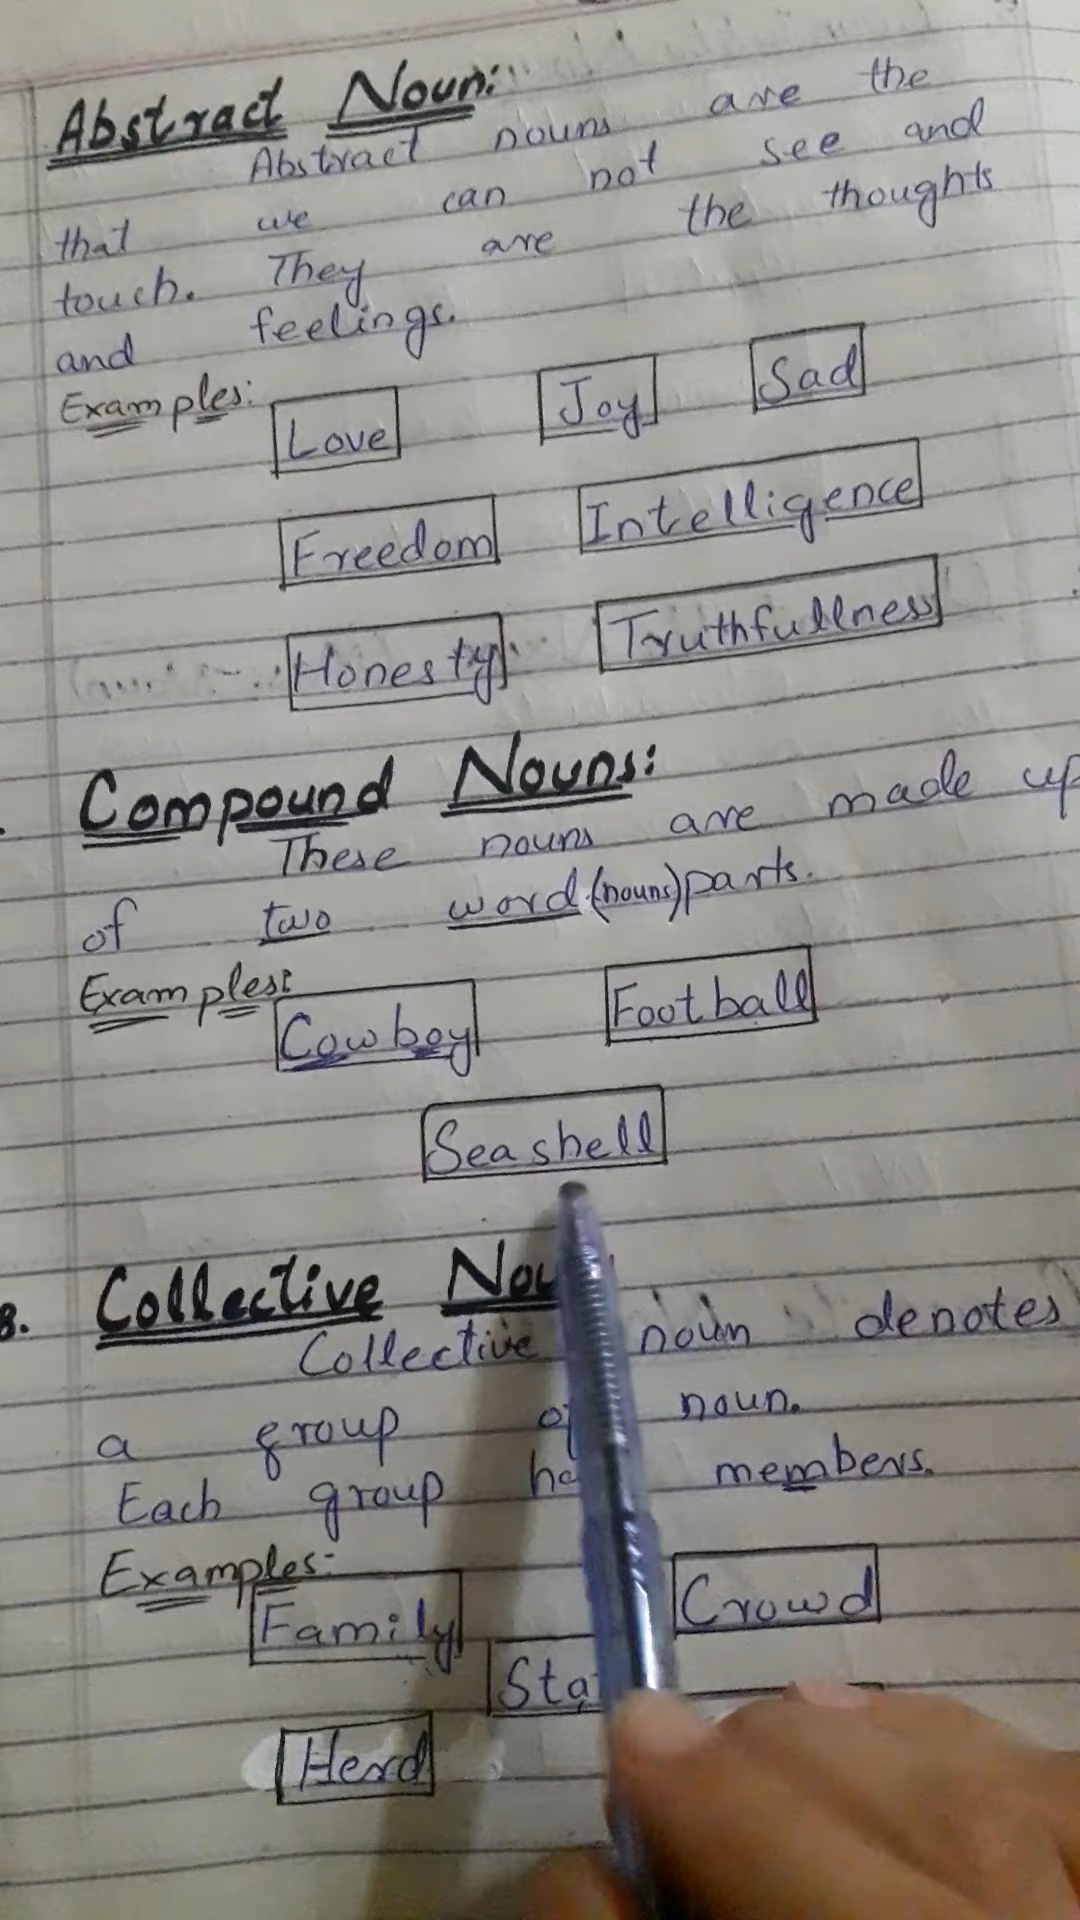 Abstract Noun:
Abstract nouns are the
that we can not see and
touch. They are the thoughts
and feelings.
Examples:
Love Joy Sad
Freedom Intelligence
Honesty Truthfullness
Compound Nouns:
These nouns are made up
of two word (nouns) parts.
Examples:
Cowboy Football
Seashell
8. Collective
Collective noun denotes
a group noun.
Each group members.
Examples:
Family Crowd
Herd